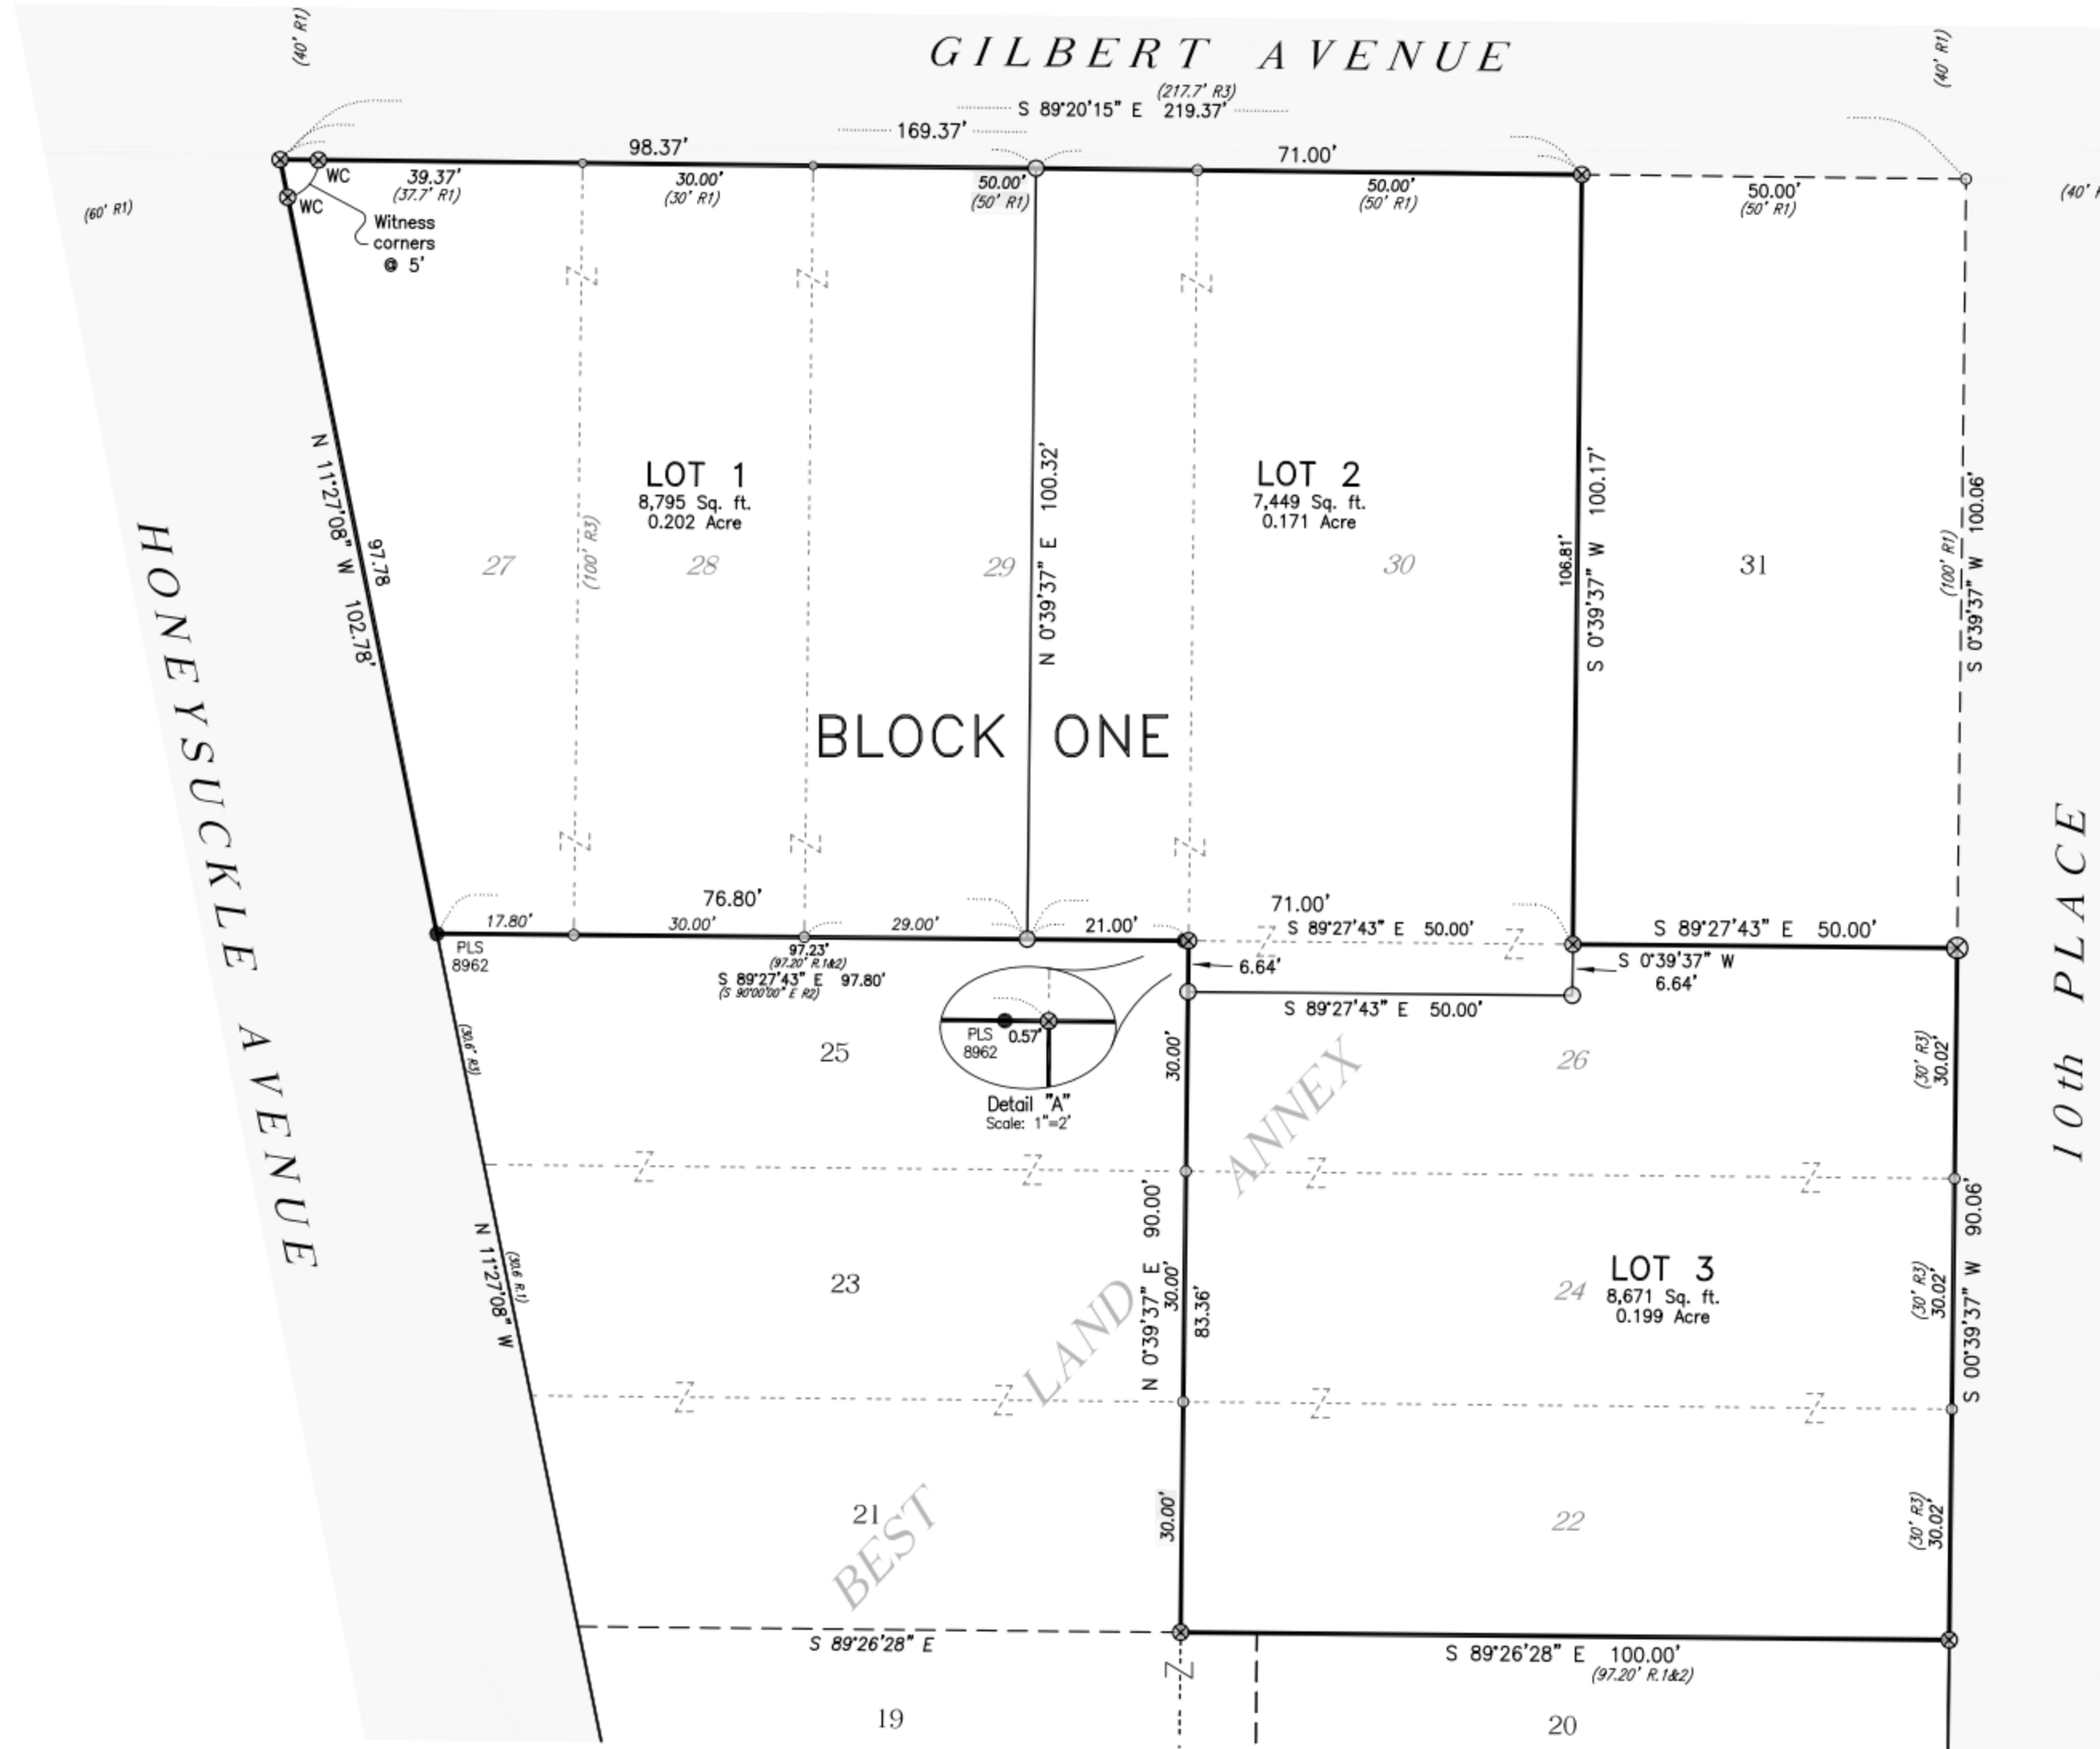 (40' R1)
GILBERT AVENUE
(40' R1)
(217.7' R3)
S 89°20'15" E 219.37'
169.37'
98.37'
71.00'
WC
39.37'
(37.7' R1)
30.00'
(30' R1)
50.00'
(50' R1)
50.00'
(50' R1)
50.00'
(50' R1)
(60' R1)
WC
Witness
corners
@ 5'
N 11°27'08" W 102.78'
97.78
LOT 1
8,795 Sq. ft.
0.202 Acre
27
(100' R3)
28
29
N 0°39'37" E 100.32'
LOT 2
7,449 Sq. ft.
0.171 Acre
30
106.81'
S 0°39'37" W 100.17'
31
(100' R1)
S 0°39'37" W 100.06'
HONEYSUCKLE AVENUE
BLOCK ONE
10th PLACE
76.80'
17.80'
30.00'
29.00'
21.00'
71.00'
S 89°27'43" E 50.00'
S 89°27'43" E 50.00'
PLS
8962
97.23'
(97.20' R.1&2)
S 89°27'43" E 97.80'
(S 90°00'00" E R2)
6.64'
S 0°39'37" W
6.64'
S 89°27'43" E 50.00'
PLS
8962
0.57'
Detail "A"
Scale: 1"=2'
(30.6' R3)
25
30.00'
26
(30' R3)
30.02'
ANNEX
N 11°27'08" W
(30.6 R.1)
23
N 0°39'37" E 90.00'
30.00'
83.36'
LAND
24
LOT 3
8,671 Sq. ft.
0.199 Acre
(30' R3)
30.02'
S 00°39'37" W 90.06'
21
BEST
30.00'
22
(30' R3)
30.02'
S 89°26'28" E
S 89°26'28" E 100.00'
(97.20' R.1&2)
19
20